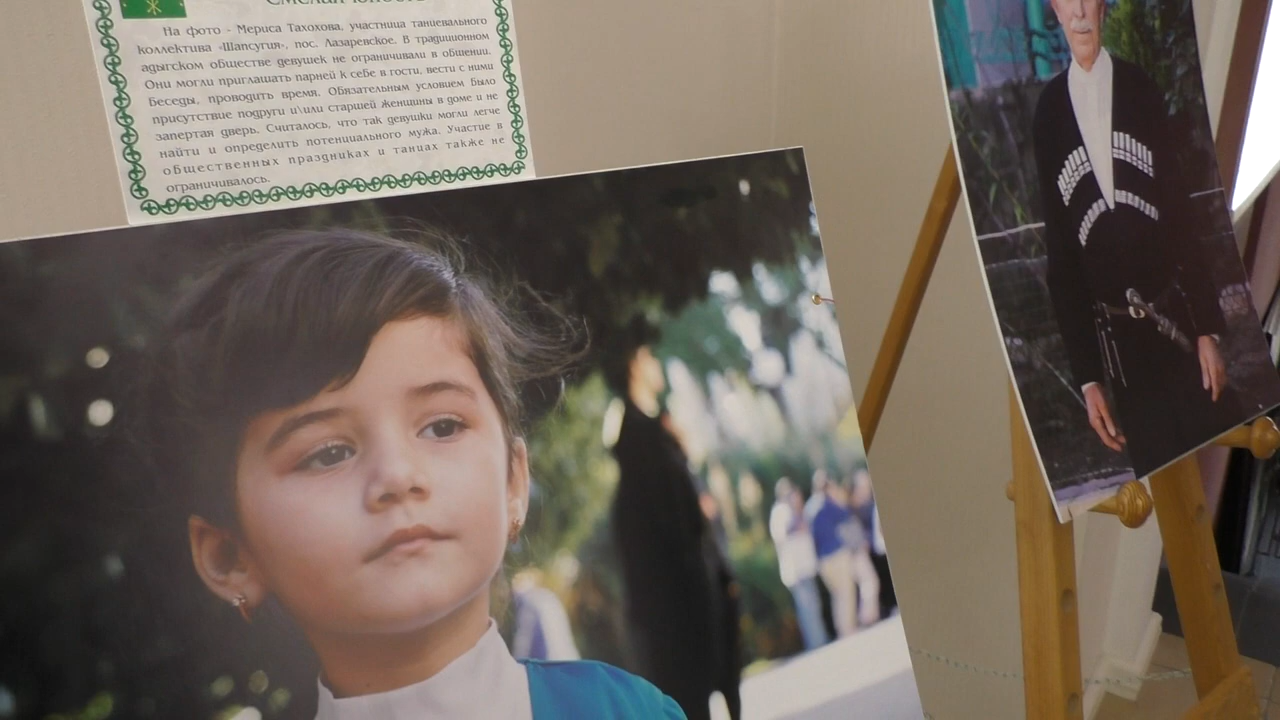 На фото - Мериса Тахохова, участница танцевального
коллектива «Шапсугия», пос. Лазаревское. В традиционном
адыгском обществе девушек не ограничивали в общении.
Они могли приглашать парней к себе в гости, вести с ними
беседы, проводить время. Обязательным условием было
присутствие подруги и\или старшей женщины в доме и не
запертая дверь. Считалось, что так девушки могли легче
найти и определить потенциального мужа. Участие в
общественных праздниках и танцах также не
ограничивалось.